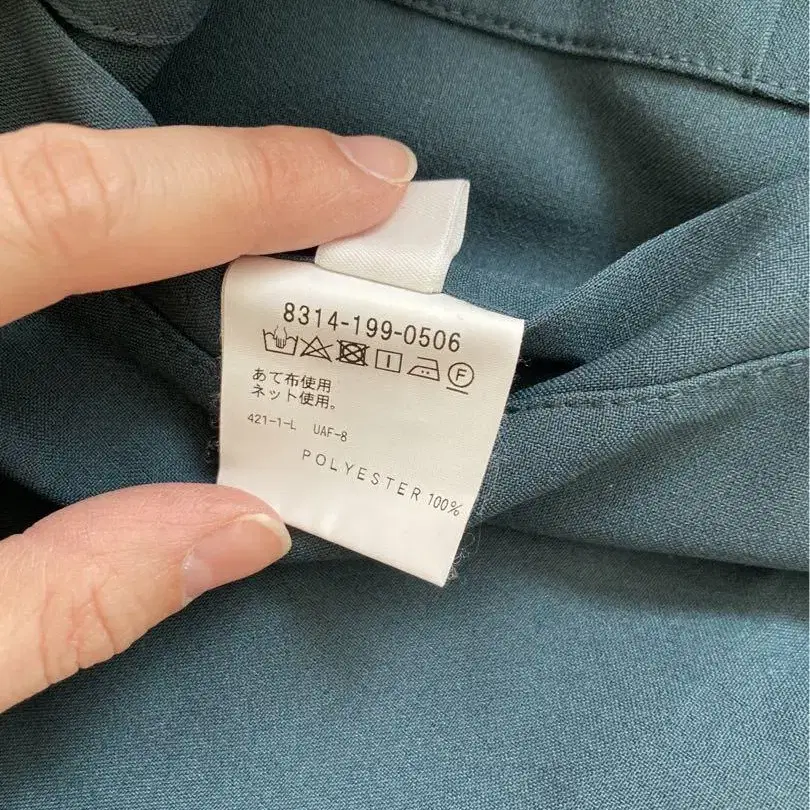 8314-199-0506
F
あて布使用
ネット使用。
421-1-L UAF-8
POLYESTER 100%